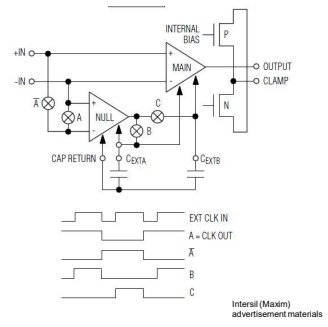 INTERNAL
BIAS
P
+IN
+
OUTPUT
MAIN
-IN
-
CLAMP
N
A
A
+
NULL
-
C
B
CAP RETURN
CEXTA
CEXTB
EXT CLK IN
A = CLK OUT
A
B
C
Intersil (Maxim)
advertisement materials